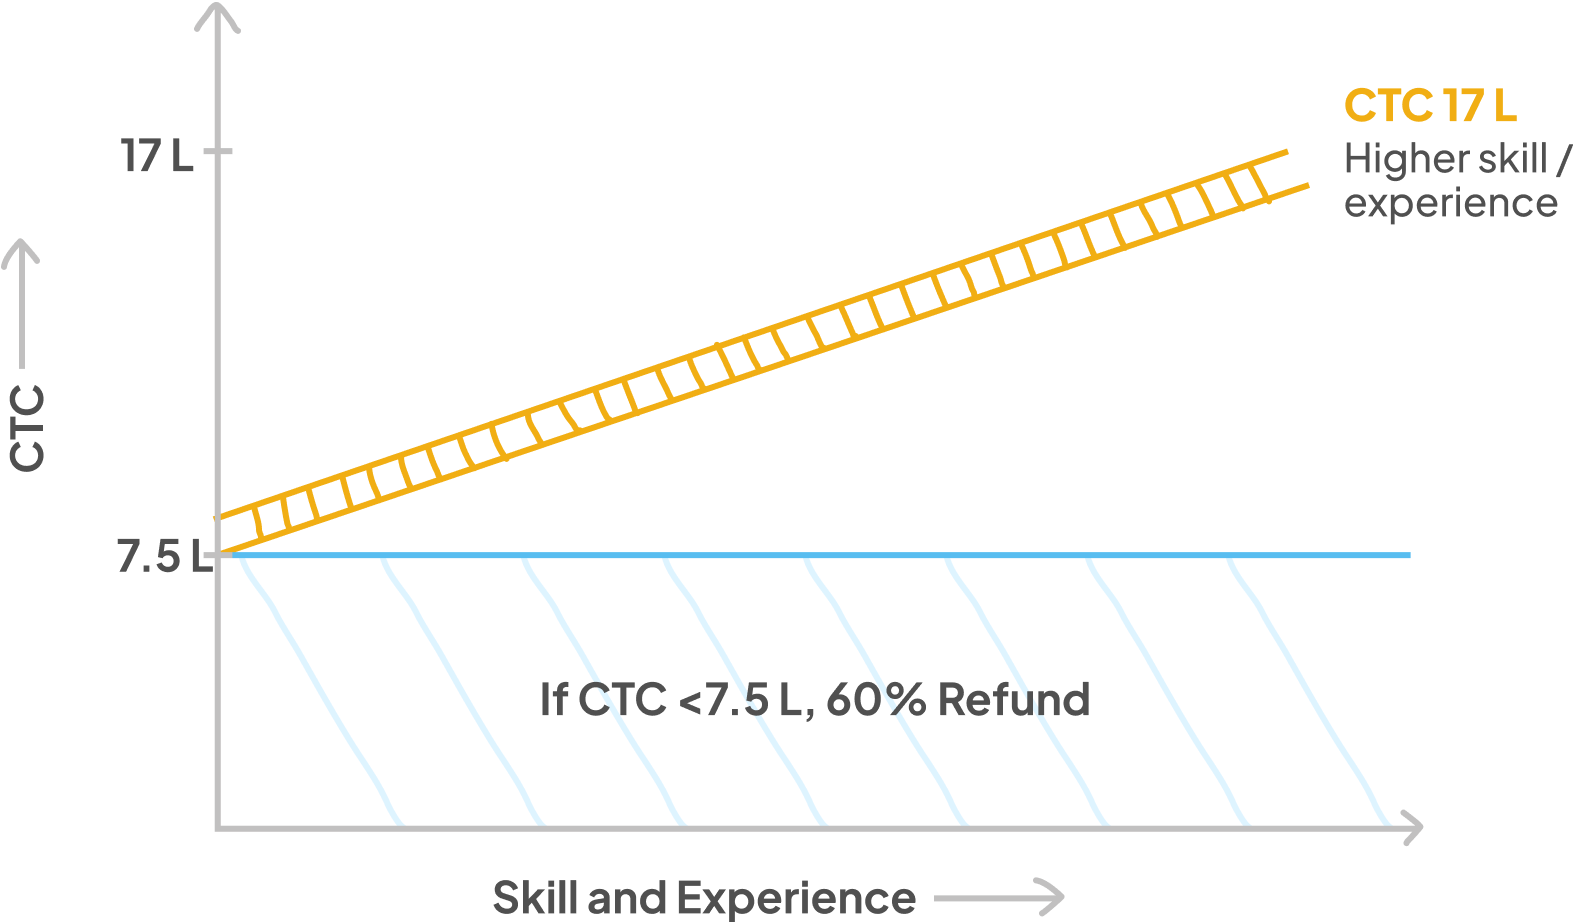 CTC 17 L
Higher skill /
experience
17 L
CTC
7.5 L
If CTC <7.5 L, 60% Refund
Skill and Experience